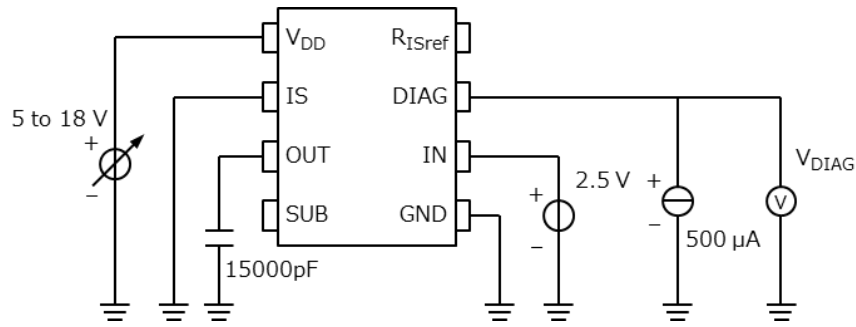 VDD
RISref
IS
DIAG
5 to 18 V
+
−
OUT
IN
SUB
GND
15000pF
2.5 V
+
−
+
−
500 μA
VDIAG
V